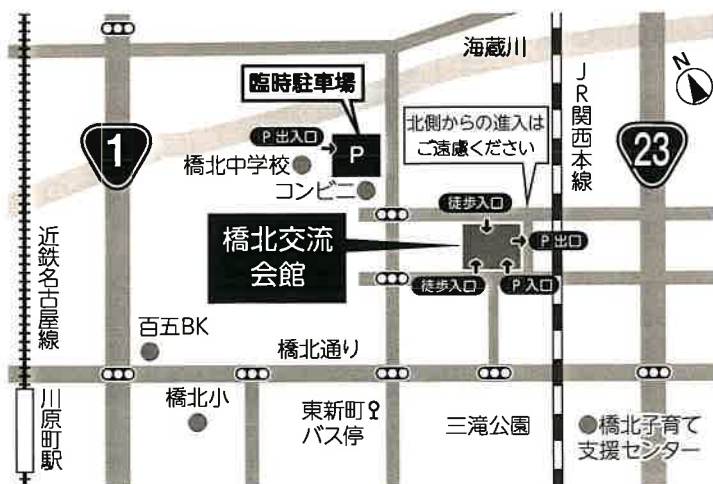 海蔵川
N
臨時駐車場
JR関西本線
1
P 出入口
P
北側からの進入は
ご遠慮ください
23
橋北中学校
コンビニ
徒歩入口
橋北交流
会館
P 出口
徒歩入口
P 入口
近鉄名古屋線
百五BK
橋北通り
川原町駅
橋北小
東新町
バス停
三滝公園
橋北子育て
支援センター